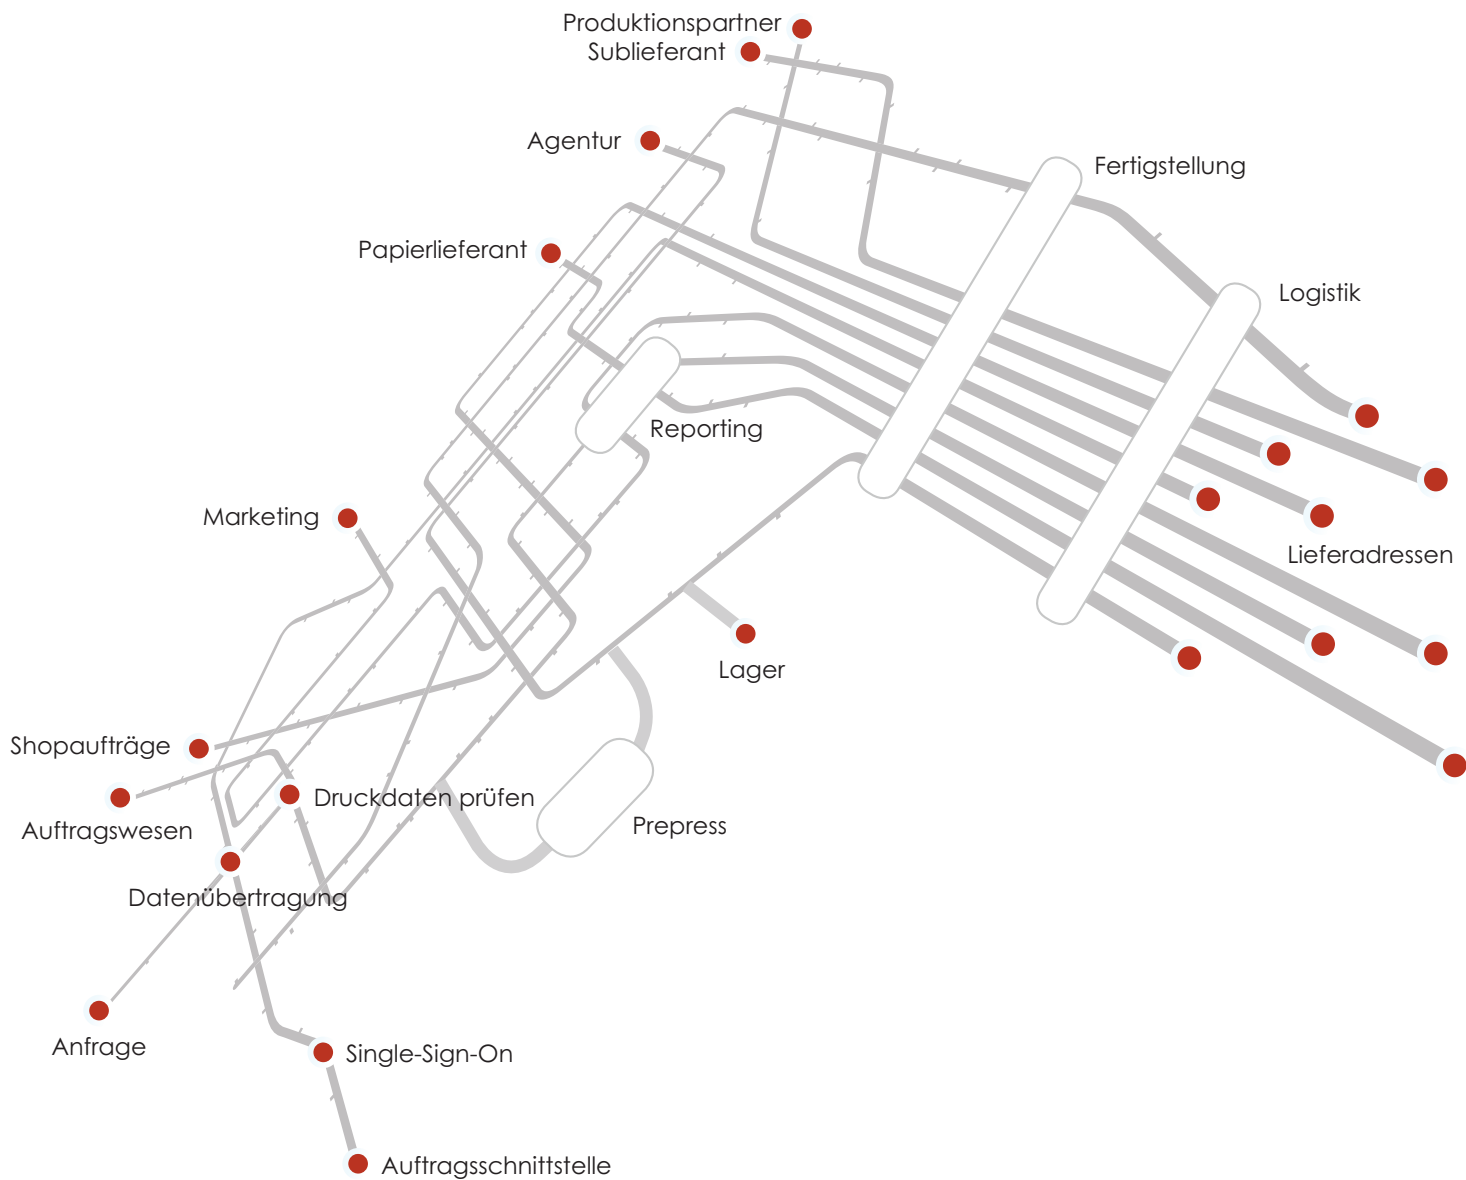 Produktionspartner
Sublieferant
Agentur
Fertigstellung
Papierlieferant
Logistik
Reporting
Marketing
Lieferadressen
Lager
Shopaufträge
Druckdaten prüfen
Auftragswesen
Prepress
Datenübertragung
Anfrage
Single-Sign-On
Auftragsschnittstelle